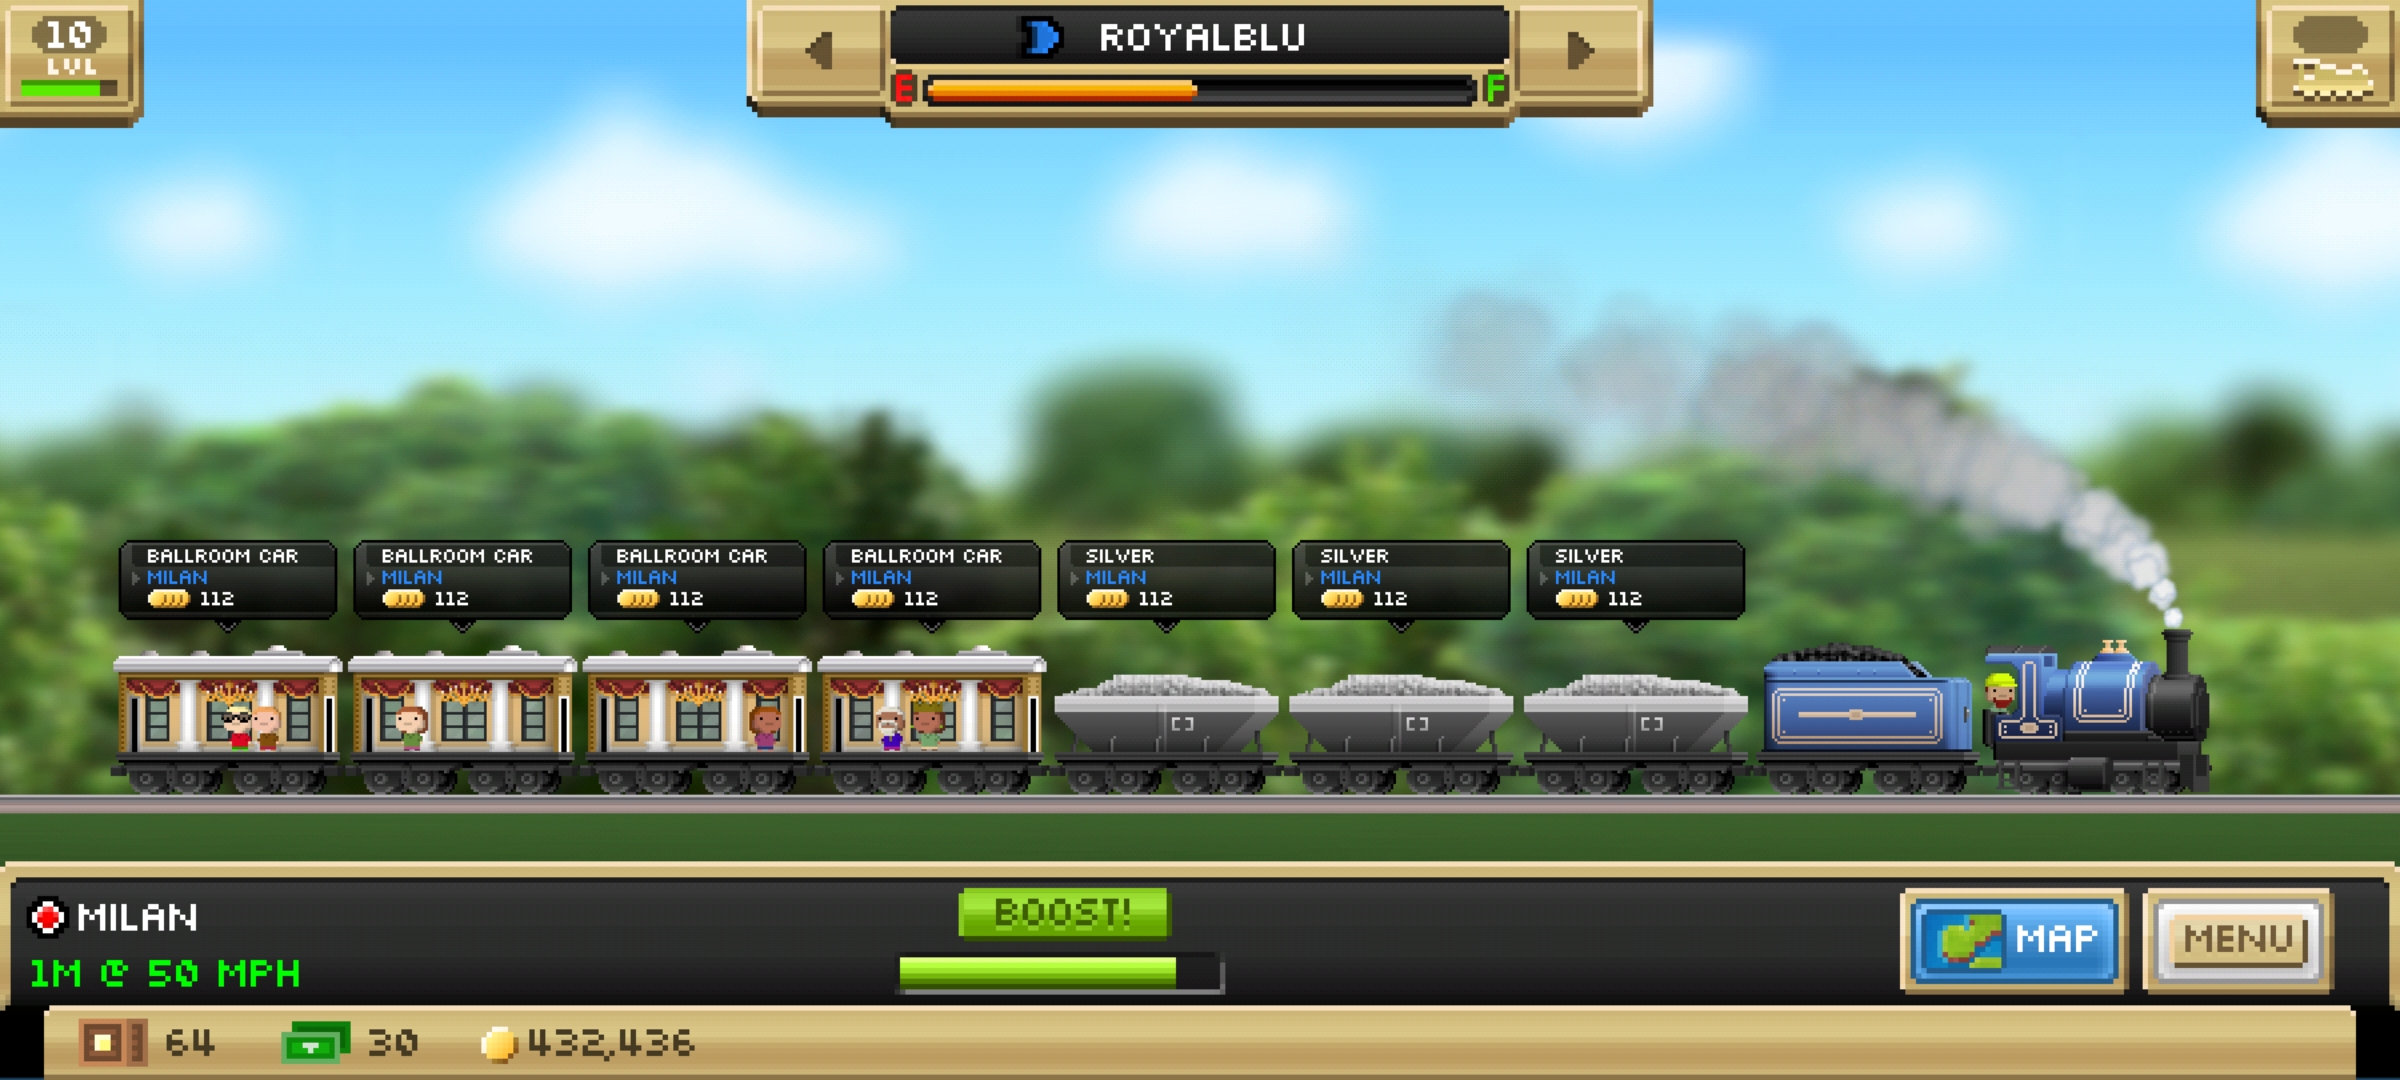 10
LVL
ROYALBLU
E
F
BALLROOM CAR
MILAN
112
BALLROOM CAR
MILAN
112
BALLROOM CAR
MILAN
112
BALLROOM CAR
MILAN
112
SILVER
MILAN
112
SILVER
MILAN
112
SILVER
MILAN
112
MILAN
1M @ 50 MPH
BOOST!
MAP
MENU
64
30
432,436